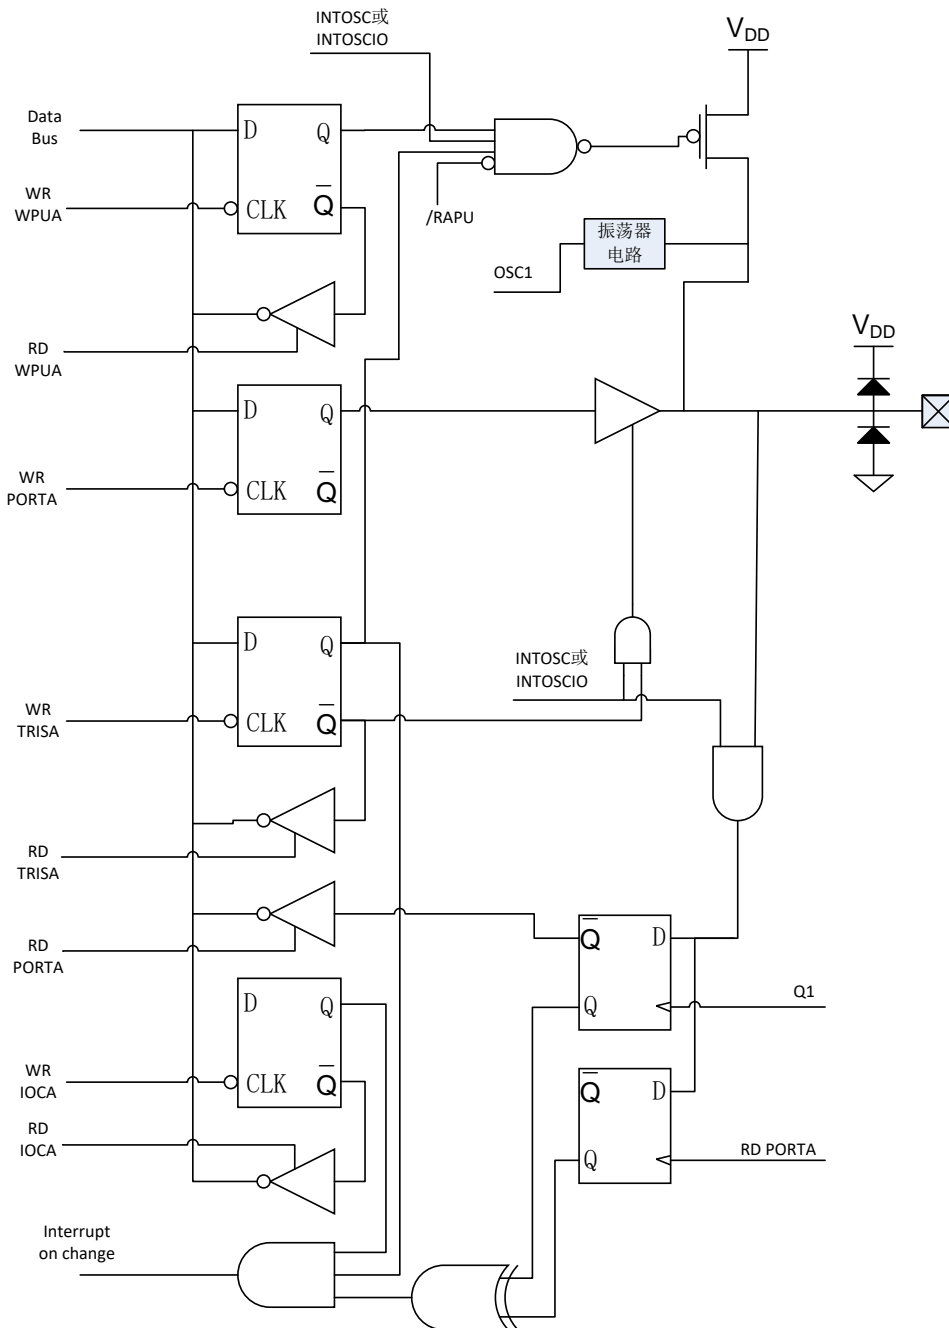 INTOSC或
INTOSCIO
VDD
Data
Bus
D
Q
WR
WPUA
CLK
Q
/RAPU
振荡器
电路
OSC1
RD
WPUA
VDD
D
Q
WR
PORTA
CLK
Q
D
Q
INTOSC或
INTOSCIO
WR
TRISA
CLK
Q
RD
TRISA
RD
PORTA
Q
D
Q
Q1
D
Q
WR
IOCA
CLK
Q
Q
D
RD
IOCA
Q
RD PORTA
Interrupt
on change